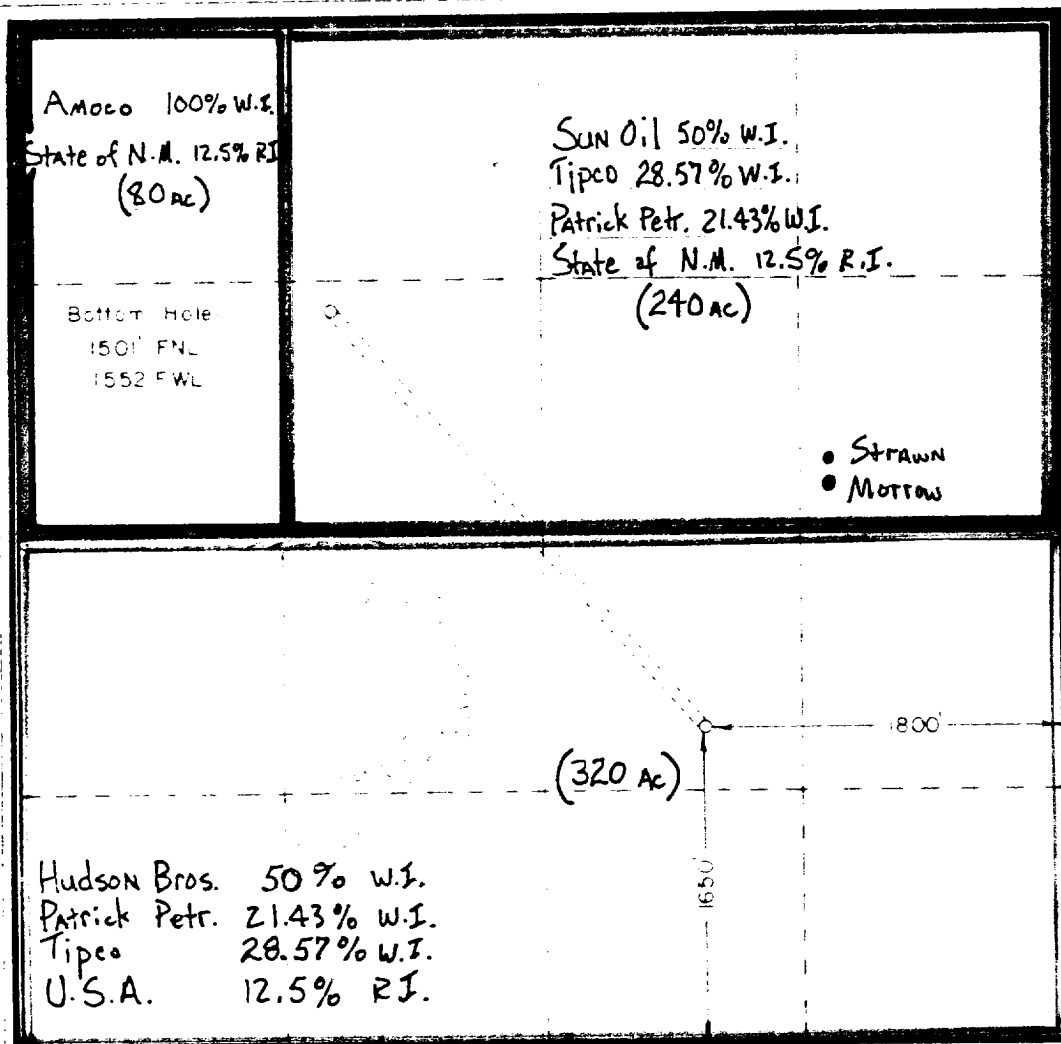 Amoco 100% W.I.
State of N.M. 12.5% RI
(80 AC)
Sun Oil 50% W.I.
Tipco 28.57% W.I.
Patrick Petr. 21.43% W.I.
State of N.M. 12.5% R.I.
(240 AC)
Bottom Hole
1501' FNL
1552 FWL
Strawn
Morrow
1800'
(320 Ac)
1650'
Hudson Bros. 50% W.I.
Patrick Petr. 21.43% W.I.
Tipco 28.57% W.I.
U.S.A. 12.5% RI.